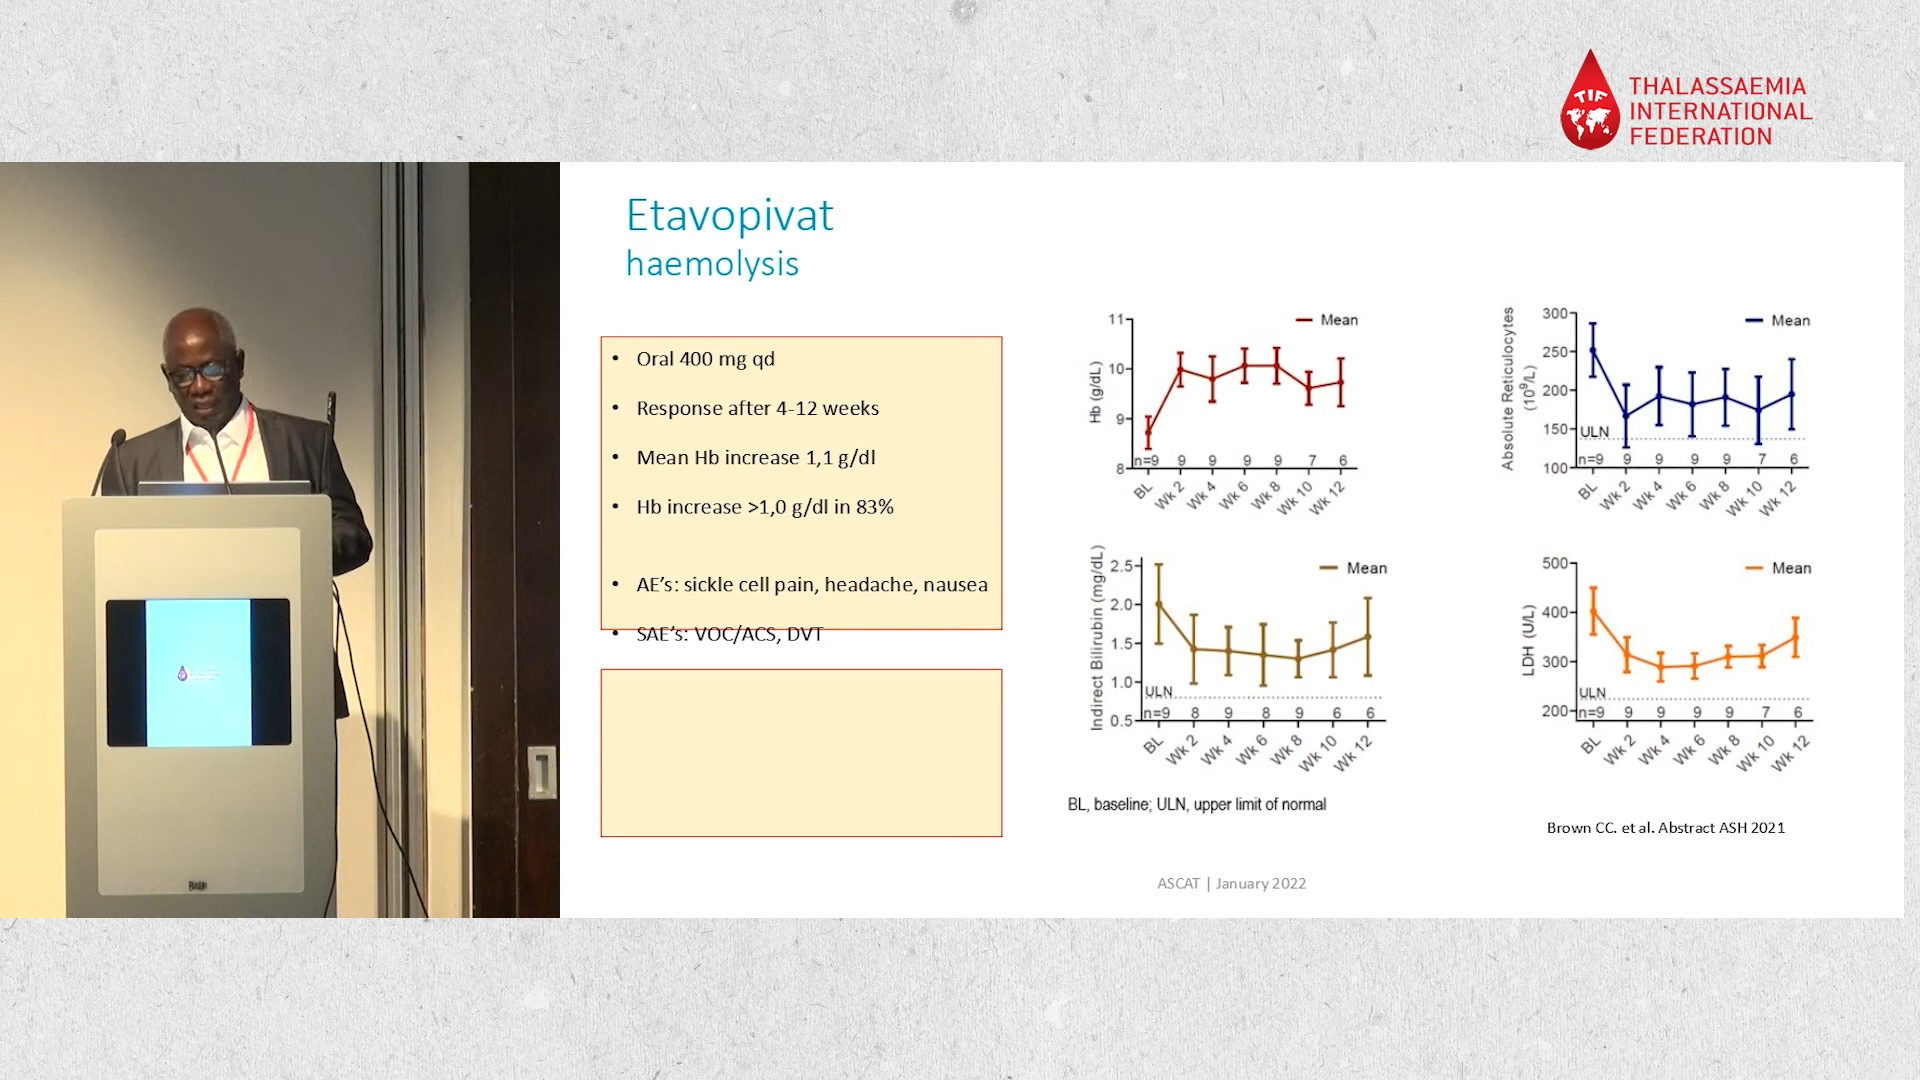 TIF
THALASSAEMIA
INTERNATIONAL
FEDERATION
Etavopivat
haemolysis
• Oral 400 mg qd
• Response after 4-12 weeks
• Mean Hb increase 1,1 g/dl
• Hb increase >1,0 g/dl in 83%
• AE’s: sickle cell pain, headache, nausea
• SAE’s: VOC/ACS, DVT
Mean
Hb (g/dL)
11
10
9
8
n=9 9 9 9 9 7 6
BL Wk 2 Wk 4 Wk 6 Wk 8 Wk 10 Wk 12
Mean
Absolute Reticulocytes
(10⁹/L)
300
250
200
150
100
ULN
n=9 9 9 9 9 7 6
BL Wk 2 Wk 4 Wk 6 Wk 8 Wk 10 Wk 12
Mean
Indirect Bilirubin (mg/dL)
2.5
2.0
1.5
1.0
0.5
ULN
n=9 8 9 8 9 6 6
BL Wk 2 Wk 4 Wk 6 Wk 8 Wk 10 Wk 12
Mean
LDH (U/L)
500
400
300
200
ULN
n=9 9 9 9 9 7 6
BL Wk 2 Wk 4 Wk 6 Wk 8 Wk 10 Wk 12
BL, baseline; ULN, upper limit of normal
Brown CC. et al. Abstract ASH 2021
ASCAT | January 2022